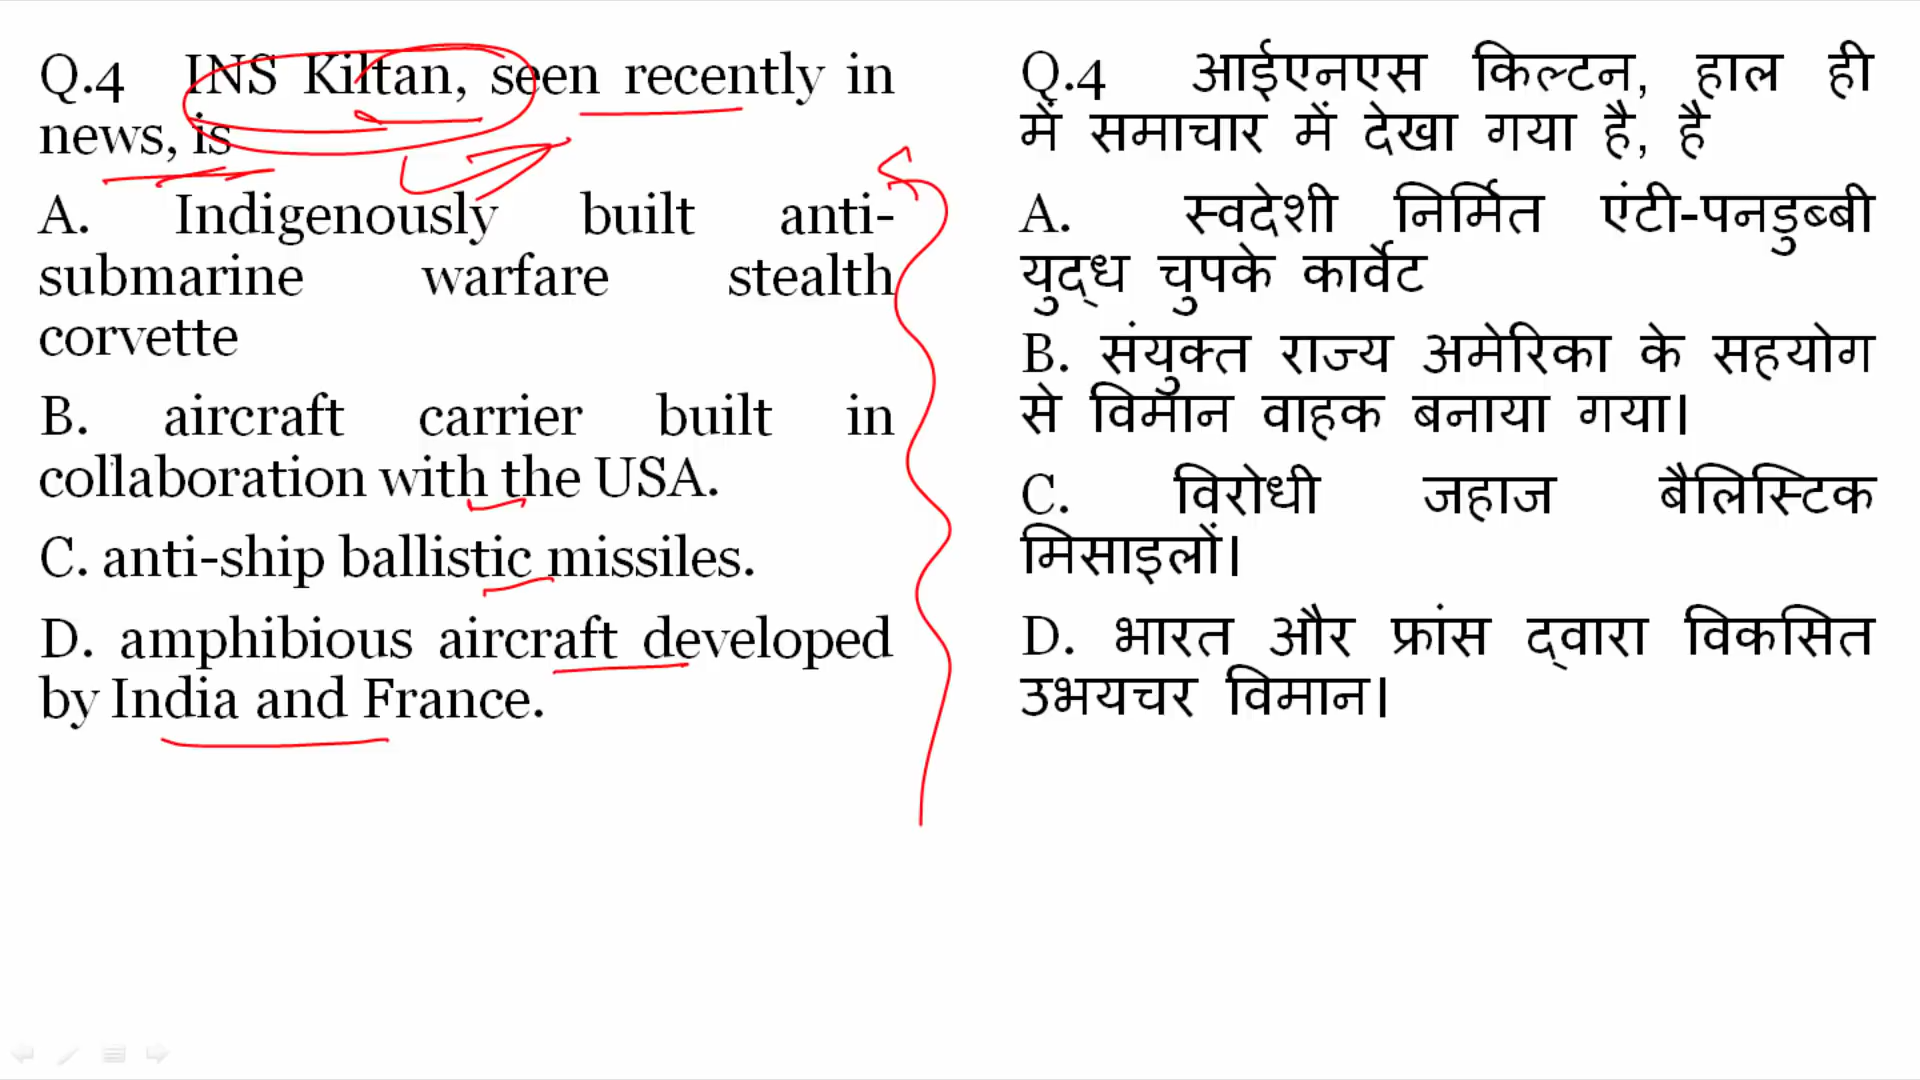 Q.4 INS Kiltan, seen recently in
news, is
A. Indigenously built anti-
submarine warfare stealth
corvette
B. aircraft carrier built in
collaboration with the USA.
C. anti-ship ballistic missiles.
D. amphibious aircraft developed
by India and France.
Q.4 आईएनएस किल्टन, हाल ही
में समाचार में देखा गया है, है
A. स्वदेशी निर्मित एंटी-पनडुब्बी
युद्ध चुपके कार्वेट
B. संयुक्त राज्य अमेरिका के सहयोग
से विमान वाहक बनाया गया।
C. विरोधी जहाज बैलिस्टिक
मिसाइलों।
D. भारत और फ्रांस द्वारा विकसित
उभयचर विमान।